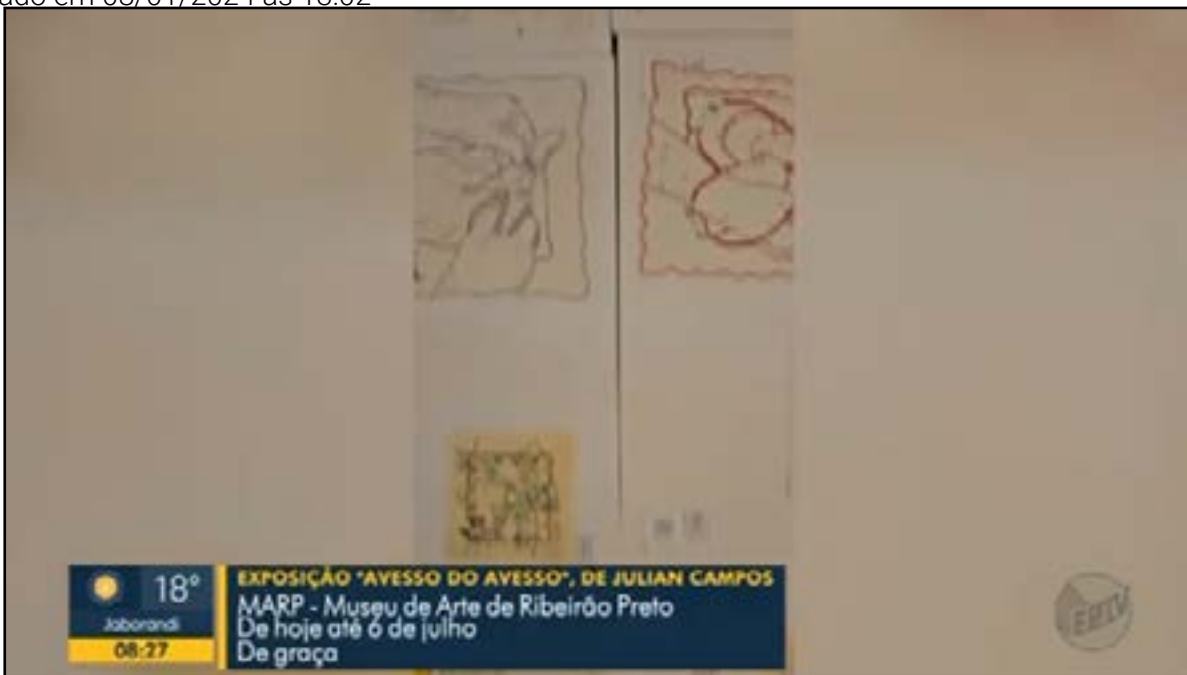 18°
Jaborandi
08:27
EXPOSIÇÃO "AVESSO DO AVESSO", DE JULIAN CAMPOS
MARP - Museu de Arte de Ribeirão Preto
De hoje até 6 de julho
De graça
EPTV